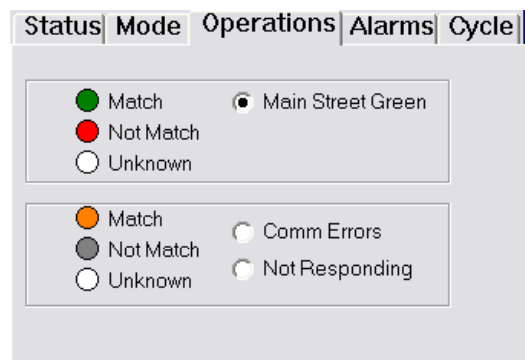 Status Mode Operations Alarms Cycle
Match Main Street Green
Not Match
Unknown
Match
Comm Errors
Not Match
Not Responding
Unknown